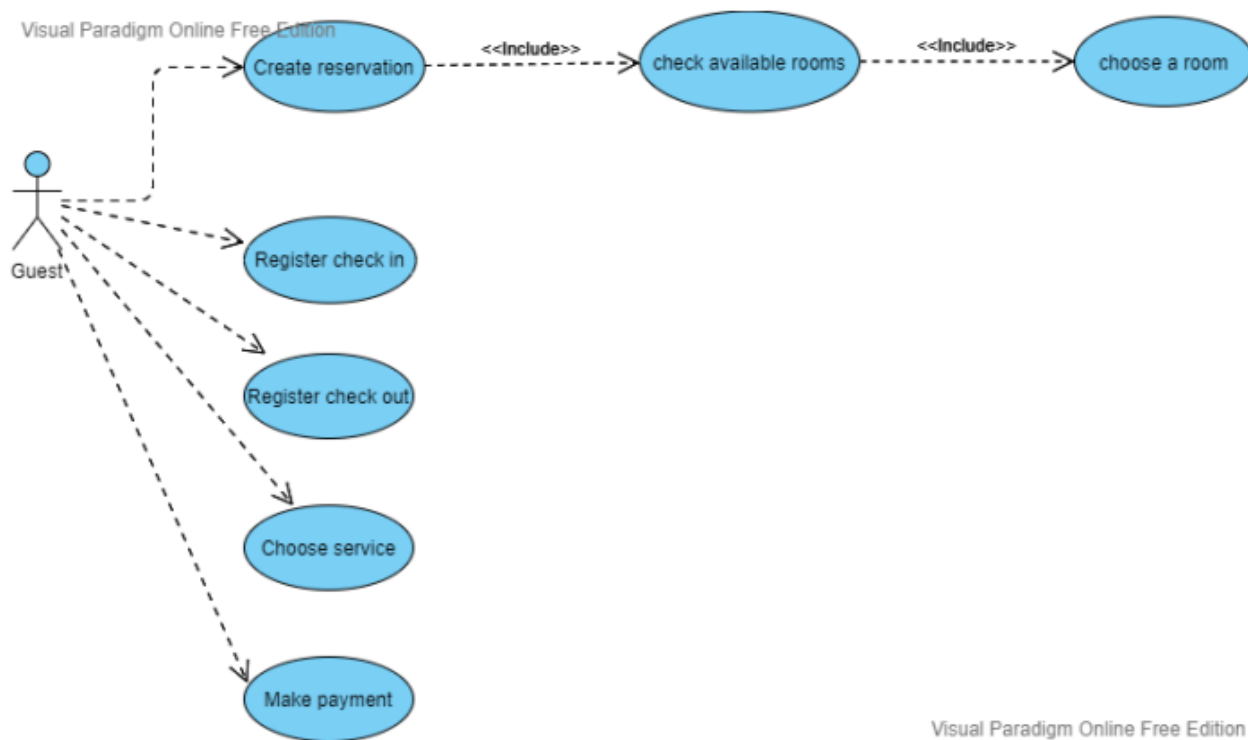 Visual Paradigm Online Free Edition
Create reservation
<<Include>>
check available rooms
<<Include>>
choose a room
Guest
Register check in
Register check out
Choose service
Make payment
Visual Paradigm Online Free Edition